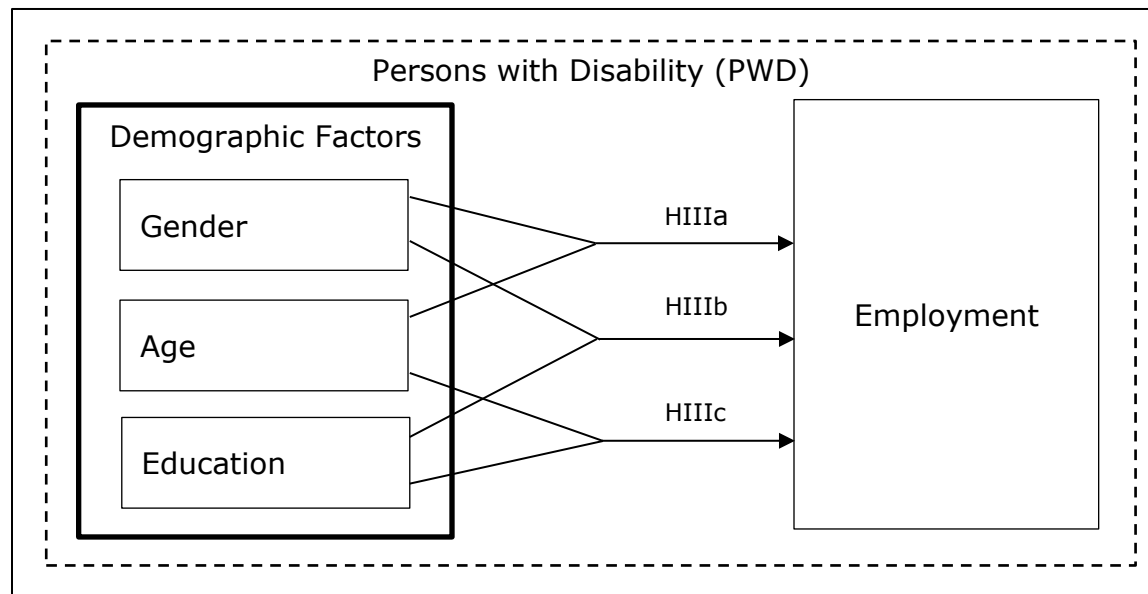 Persons with Disability (PWD)
Demographic Factors
Gender
Age
Education
HIIIa
HIIIb
HIIIc
Employment